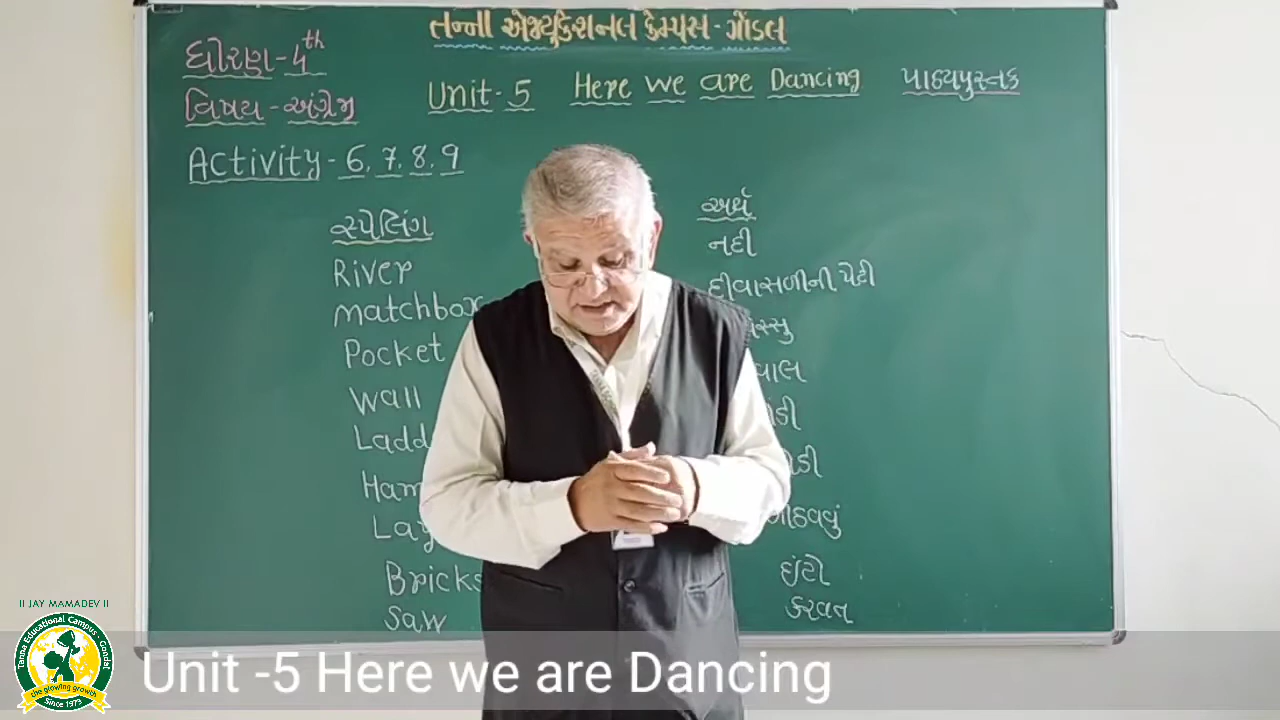 તન્ના એજ્યુકેશનલ કેમ્પસ - ગોંડલ
ધોરણ - 4th
વિષય - અંગ્રેજી
Unit - 5 Here we are Dancing પાઠ્યપુસ્તક
Activity - 6, 7, 8, 9
સ્પેલિંગ અર્થ
River નદી
Matchbox દીવાસળીની પેટી
Pocket
Wall
Bricks ઇંટો
Saw કરવત
II JAY MAMADEV II
Tanna Educational Campus - Gondal
the growing growth
Since 1973
Unit -5 Here we are Dancing